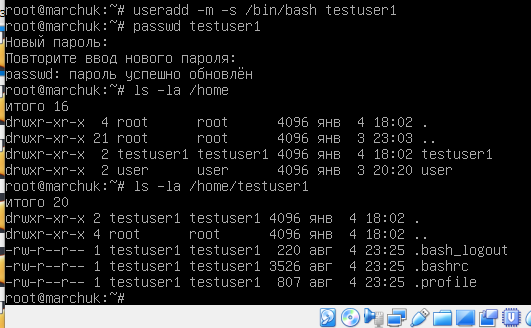 root@marchuk:~# useradd -m -s /bin/bash testuser1
root@marchuk:~# passwd testuser1
Новый пароль:
Повторите ввод нового пароля:
passwd: пароль успешно обновлён
root@marchuk:~# ls -la /home
итого 16
drwxr-xr-x  4 root      root      4096 янв  4 18:02 .
drwxr-xr-x 21 root      root      4096 янв  3 23:03 ..
drwxr-xr-x  2 testuser1 testuser1 4096 янв  4 18:02 testuser1
drwxr-xr-x  2 user      user      4096 янв  3 20:20 user
root@marchuk:~# ls -la /home/testuser1
итого 20
drwxr-xr-x 2 testuser1 testuser1 4096 янв  4 18:02 .
drwxr-xr-x 4 root      root      4096 янв  4 18:02 ..
-rw-r--r-- 1 testuser1 testuser1  220 авг  4 23:25 .bash_logout
-rw-r--r-- 1 testuser1 testuser1 3526 авг  4 23:25 .bashrc
-rw-r--r-- 1 testuser1 testuser1  807 авг  4 23:25 .profile
root@marchuk:~#